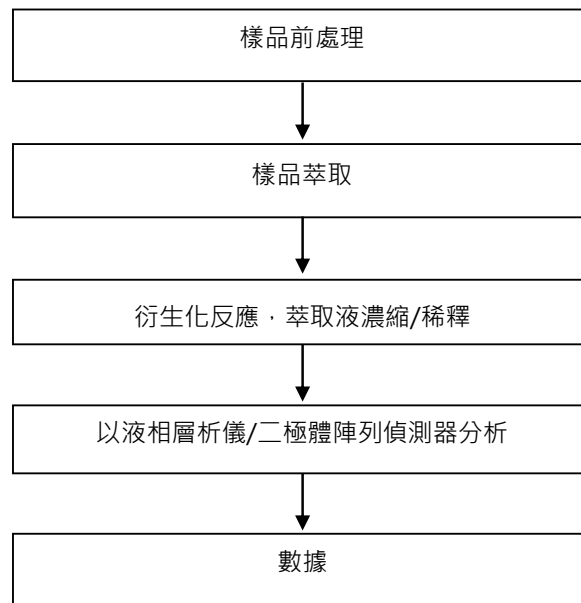 樣品前處理
樣品萃取
衍生化反應，萃取液濃縮/稀釋
以液相層析儀/二極體陣列偵測器分析
數據